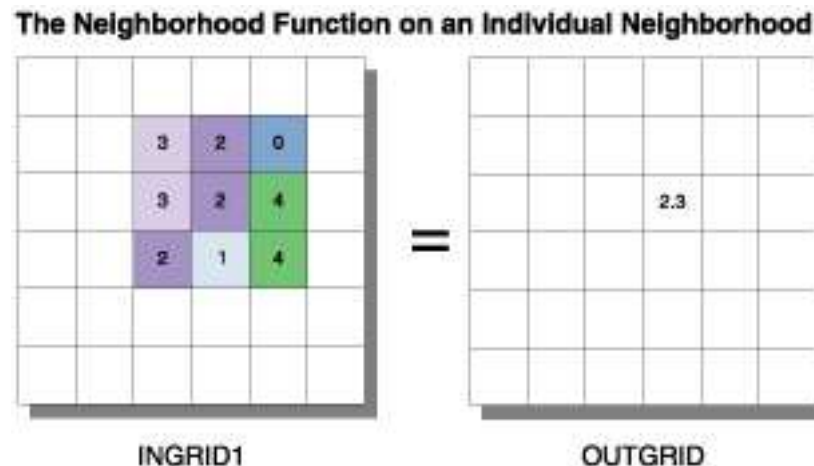 The Neighborhood Function on an Individual Neighborhood
3 2 0
3 2 4 2.3
2 1 4
=
INGRID1 OUTGRID